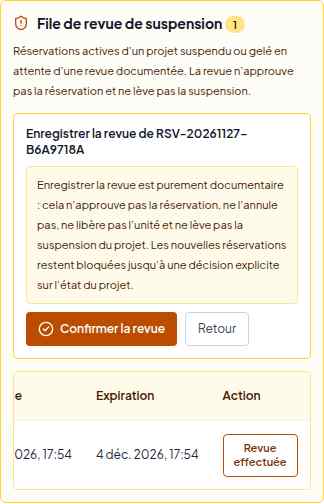 File de revue de suspension 1
Réservations actives d'un projet suspendu ou gelé en
attente d'une revue documentée. La revue n'approuve
pas la réservation et ne lève pas la suspension.
Enregistrer la revue de RSV-20261127-
B6A9718A
Enregistrer la revue est purement documentaire
: cela n'approuve pas la réservation, ne l'annule
pas, ne libère pas l'unité et ne lève pas la
suspension du projet. Les nouvelles réservations
restent bloquées jusqu'à une décision explicite
sur l'état du projet.
Confirmer la revue Retour
e Expiration Action
026, 17:54 4 déc. 2026, 17:54 Revue
effectuée